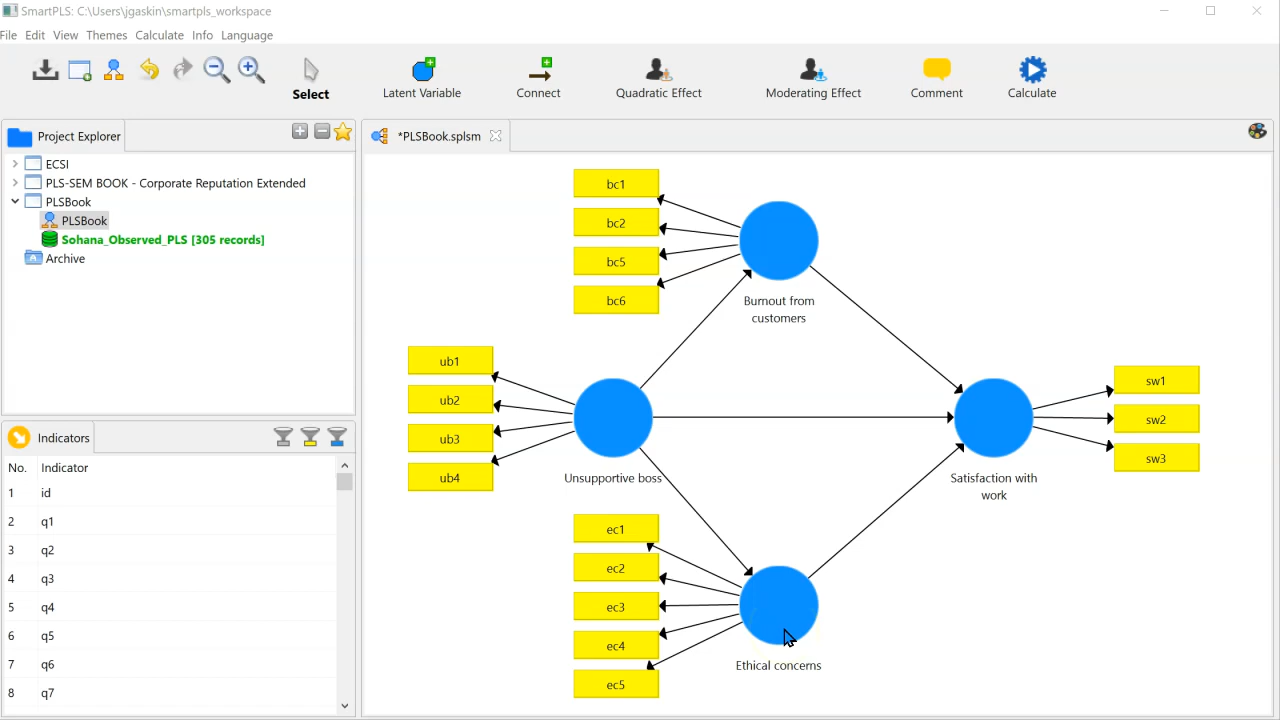 SmartPLS: C:\Users\jgaskin\smartpls_workspace
File Edit View Themes Calculate Info Language
Select
Latent Variable
Connect
Quadratic Effect
Moderating Effect
Comment
Calculate
Project Explorer
ECSI
PLS-SEM BOOK - Corporate Reputation Extended
PLSBook
PLSBook
Sohana_Observed_PLS [305 records]
Archive
Indicators
No. Indicator
1 id
2 q1
3 q2
4 q3
5 q4
6 q5
7 q6
8 q7
*PLSBook.splsm
bc1
bc2
bc5
bc6
Burnout from
customers
ub1
ub2
ub3
ub4
Unsupportive boss
sw1
sw2
sw3
Satisfaction with
work
ec1
ec2
ec3
ec4
ec5
Ethical concerns